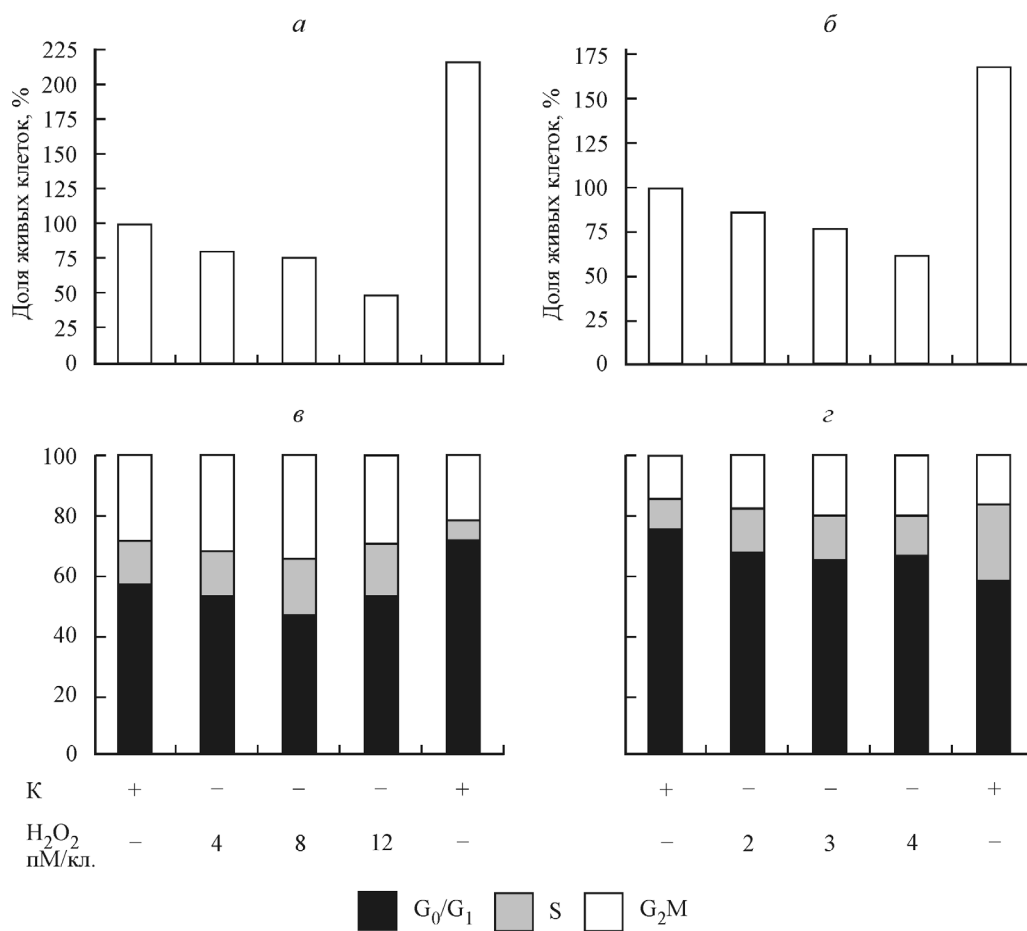 а
Доля живых клеток, %
225
200
175
150
125
100
75
50
25
0
б
Доля живых клеток, %
175
150
125
100
75
50
25
0
в
100
80
60
40
20
0
г
К + – – – + + – – – +
H₂O₂ – 4 8 12 – – 2 3 4 –
пМ/кл.
G₀/G₁ S G₂M